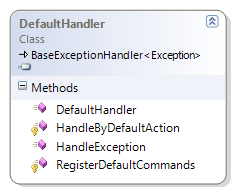 DefaultHandler
Class
BaseExceptionHandler<Exception>
Methods
DefaultHandler
HandleByDefaultAction
HandleException
RegisterDefaultCommands